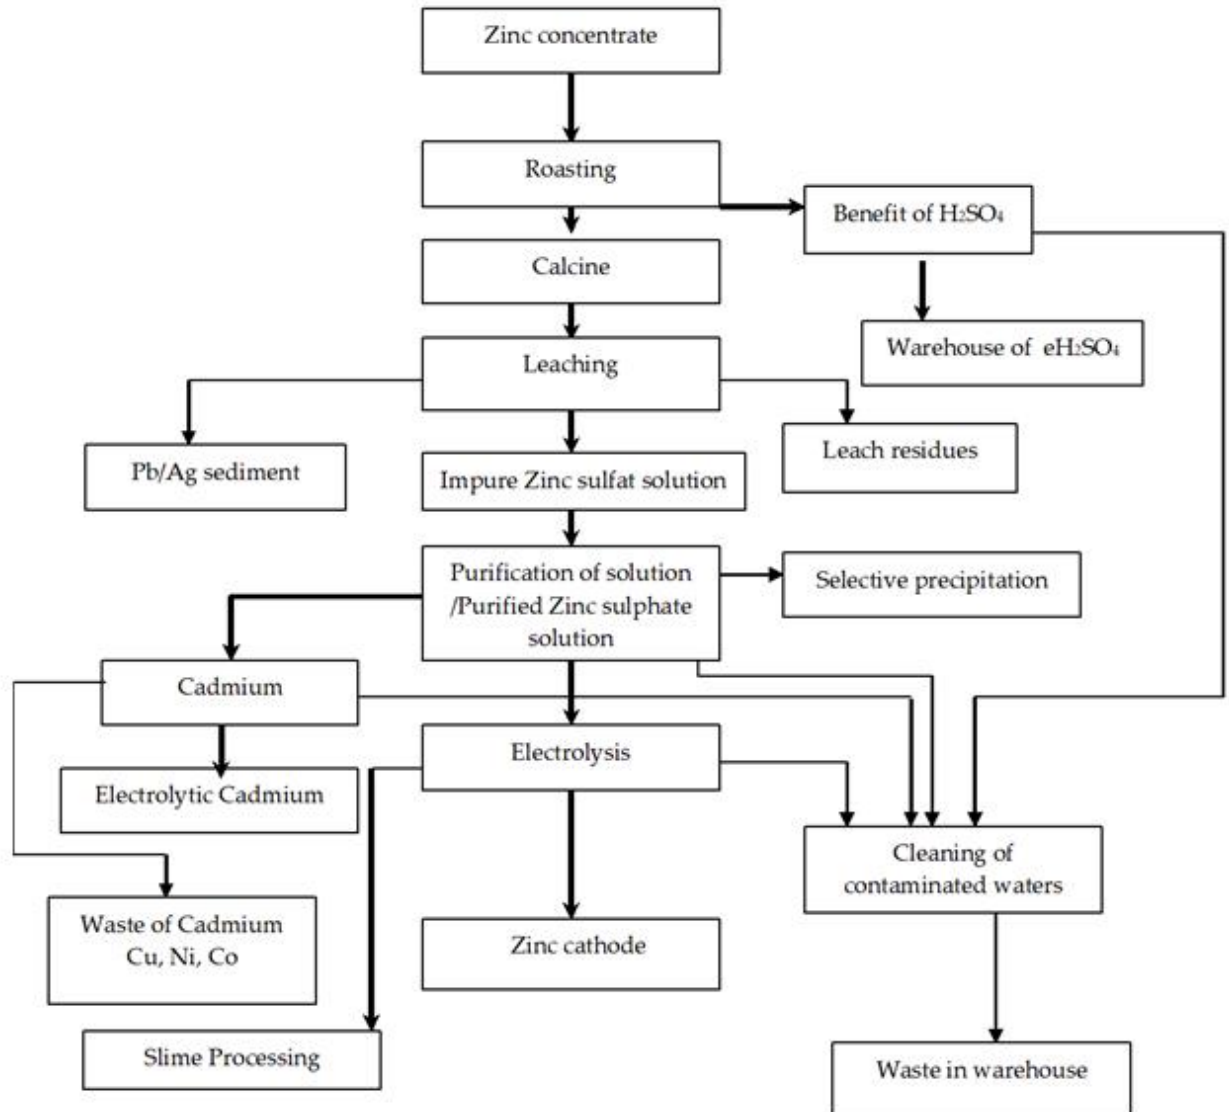 Zinc concentrate
Roasting
Benefit of H₂SO₄
Calcine
Warehouse of eH₂SO₄
Leaching
Leach residues
Pb/Ag sediment
Impure Zinc sulfat solution
Purification of solution
/Purified Zinc sulphate
solution
Selective precipitation
Cadmium
Electrolysis
Electrolytic Cadmium
Cleaning of
contaminated waters
Waste of Cadmium
Cu, Ni, Co
Zinc cathode
Slime Processing
Waste in warehouse